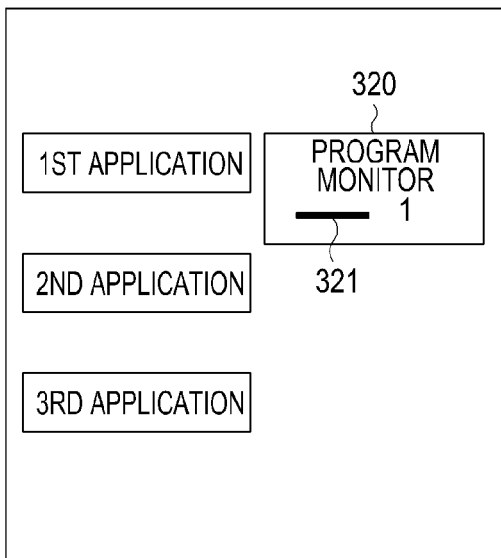 320
1ST APPLICATION
PROGRAM
MONITOR
1
321
2ND APPLICATION
3RD APPLICATION